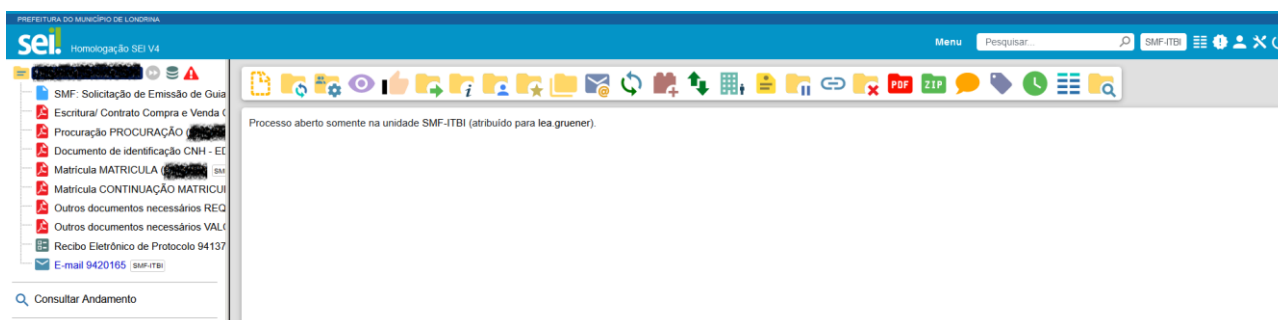 PREFEITURA DO MUNICÍPIO DE LONDRINA
sei! Homologação SEI V4
Menu Pesquisar... SMF-ITBI
SMF: Solicitação de Emissão de Guia
Escritura/ Contrato Compra e Venda (
Procuração PROCURAÇÃO (
Documento de identificação CNH - ED
Matrícula MATRICULA ( SM
Matrícula CONTINUAÇÃO MATRICUI
Outros documentos necessários REQ
Outros documentos necessários VALO
Recibo Eletrônico de Protocolo 94137
E-mail 9420165 SMF-ITBI
Consultar Andamento
PDF ZIP
Processo aberto somente na unidade SMF-ITBI (atribuído para lea.gruener).